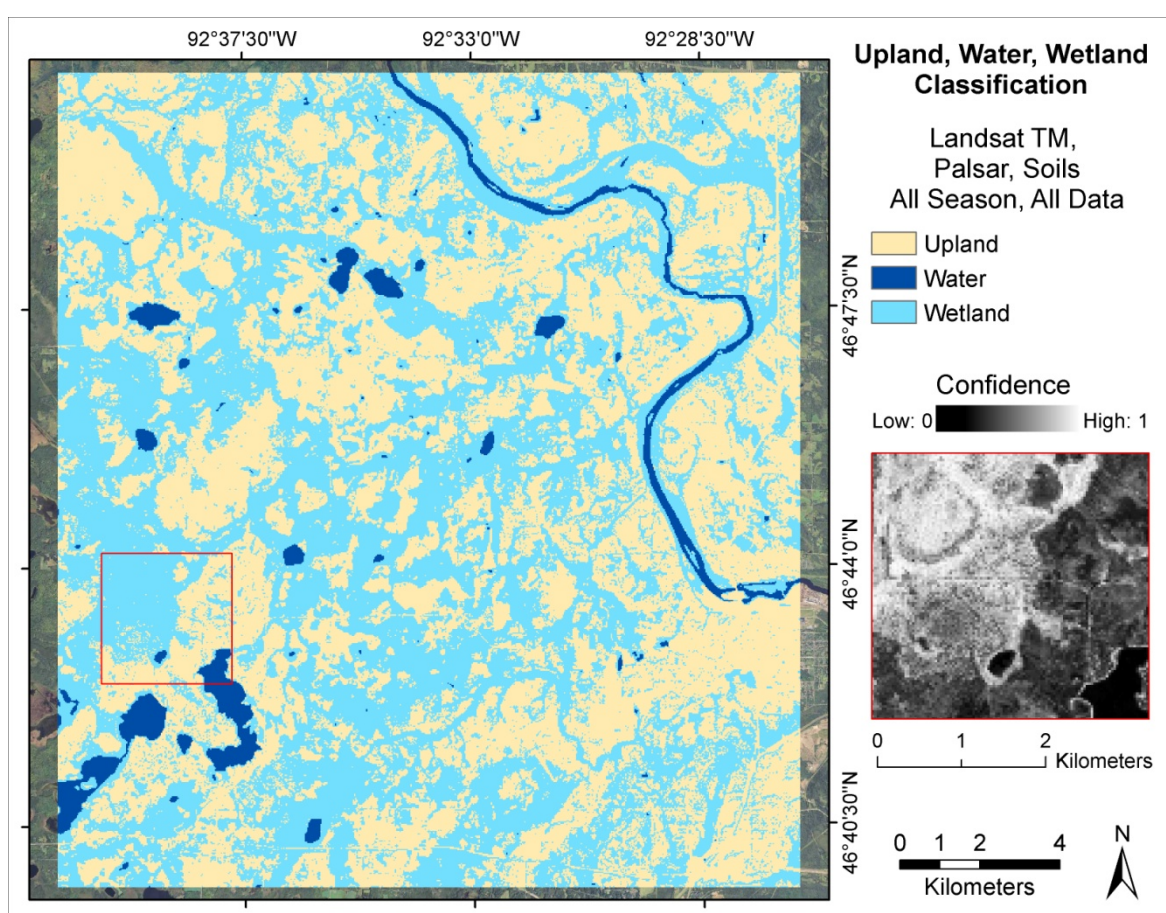 92°37'30"W
92°33'0"W
92°28'30"W
Upland, Water, Wetland
Classification
Landsat TM,
Palsar, Soils
All Season, All Data
Upland
Water
Wetland
46°47'30"N
Confidence
Low: 0
High: 1
46°44'0"N
0 1 2
Kilometers
46°40'30"N
0 1 2 4
Kilometers
N